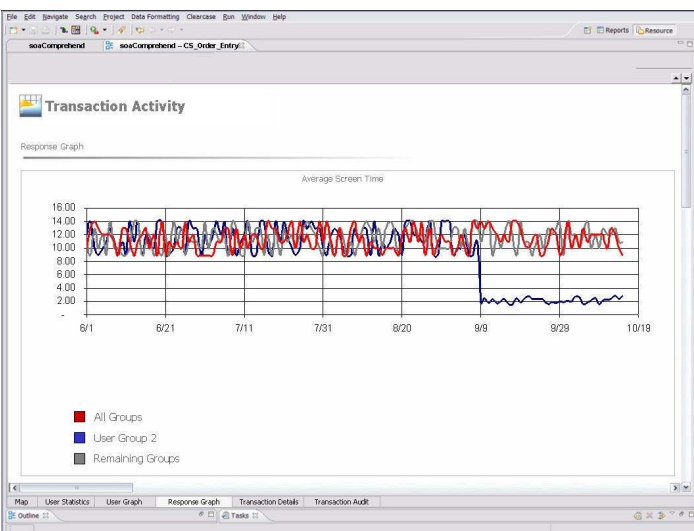 File Edit Navigate Search Project Data Formatting Clearcase Run Window Help
Reports Resource
soaComprehend soaComprehend – CS_Order_Entry
Transaction Activity
Response Graph
Average Screen Time
16.00
14.00
12.00
10.00
8.00
6.00
4.00
2.00
-
6/1 6/21 7/11 7/31 8/20 9/9 9/29 10/19
All Groups
User Group 2
Remaining Groups
Map User Statistics User Graph Response Graph Transaction Details Transaction Audit
Outline Tasks